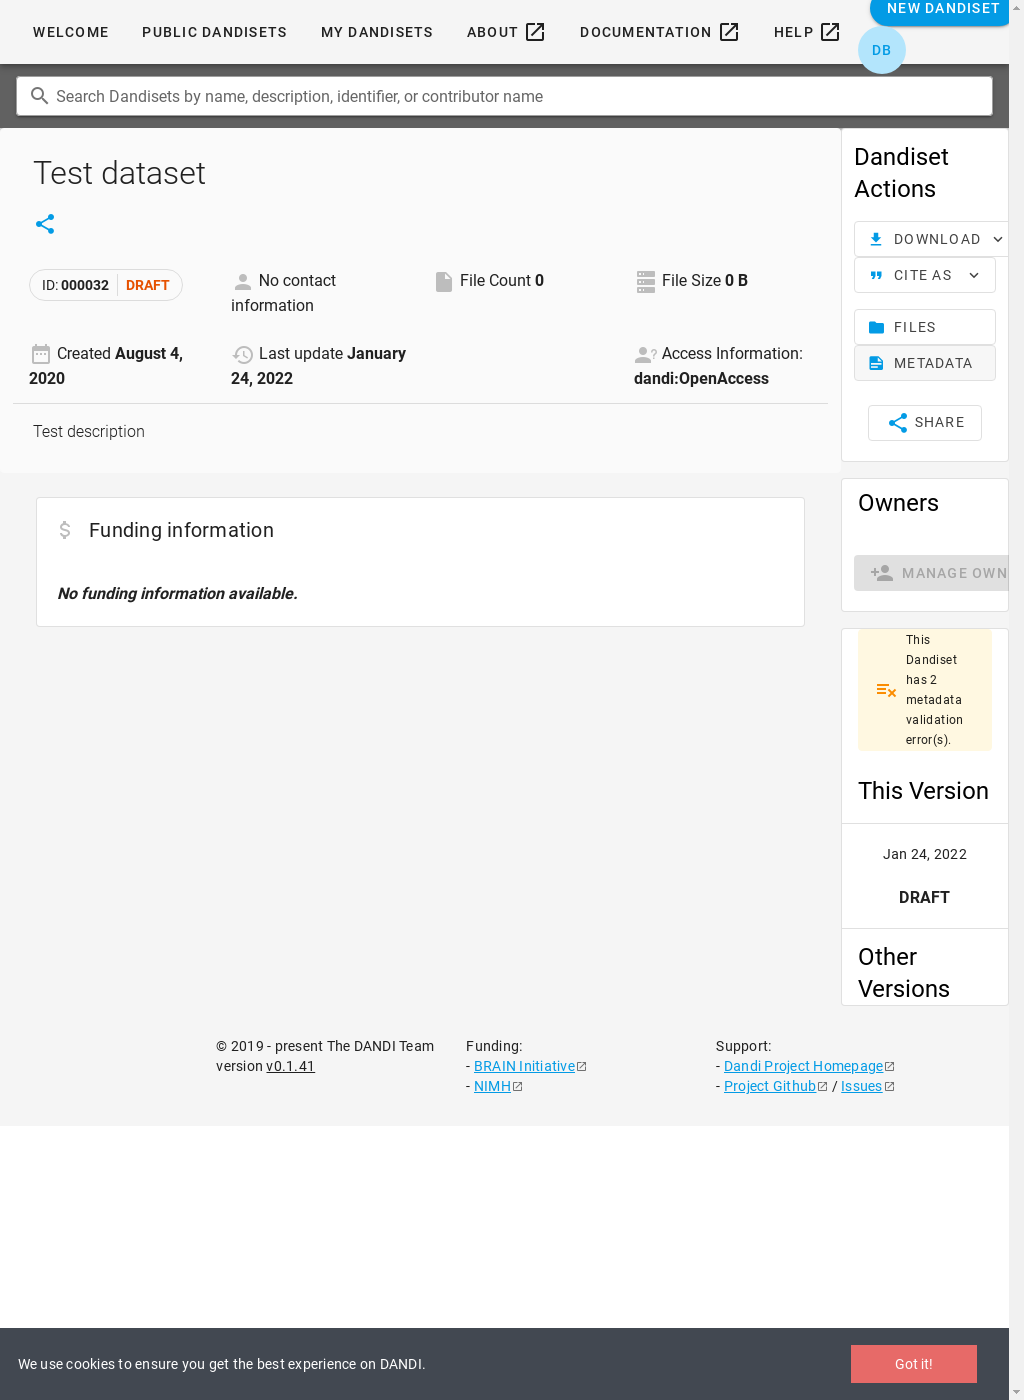 WELCOME
PUBLIC DANDISETS
MY DANDISETS
ABOUT
DOCUMENTATION
HELP
NEW DANDISET
DB
Search Dandisets by name, description, identifier, or contributor name
Test dataset
ID: 000032 DRAFT
No contact
information
File Count 0
File Size 0 B
Created August 4,
2020
Last update January
24, 2022
Access Information:
dandi:OpenAccess
Test description
Funding information
No funding information available.
Dandiset
Actions
DOWNLOAD
CITE AS
FILES
METADATA
SHARE
Owners
MANAGE OWN
This
Dandiset
has 2
metadata
validation
error(s).
This Version
Jan 24, 2022
DRAFT
Other
Versions
© 2019 - present The DANDI Team
version v0.1.41
Funding:
- BRAIN Initiative
- NIMH
Support:
- Dandi Project Homepage
- Project Github / Issues
We use cookies to ensure you get the best experience on DANDI.
Got it!